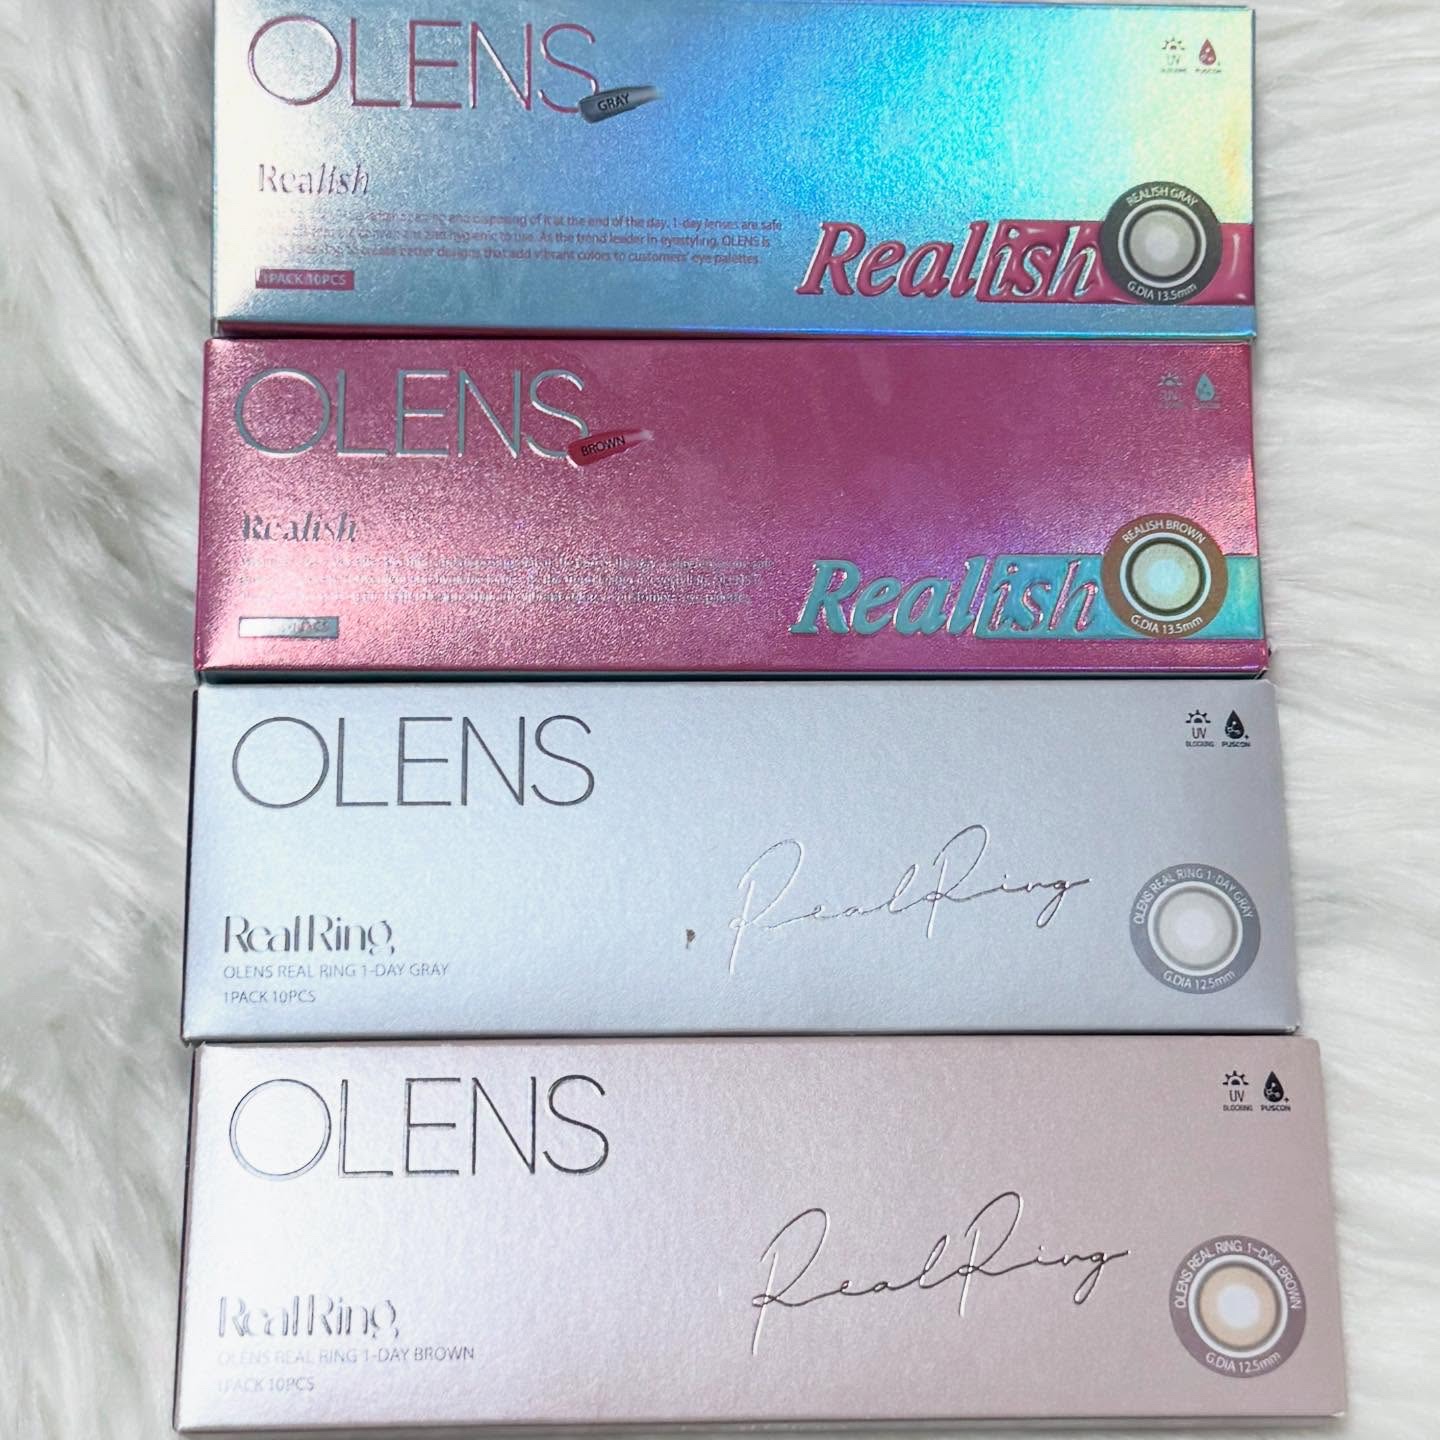 OLENS
GRAY
UV
BLOCKING
PUSCON
Realish
and disposing of it at the end of the day. 1-day lenses are safe
and hygienic to use. As the trend leader in eyestyling, OLENS is
create better designs that add vibrant colors to customers' eye palettes.
1PACK 10PCS
Realish
REALISH GRAY
G.DIA 13.5mm
OLENS
BROWN
UV
Realish
Realish
REALISH BROWN
G.DIA 13.5mm
OLENS
UV
BLOCKING
PUSCON
RealRing
RealRing
OLENS REAL RING 1-DAY GRAY
1PACK 10PCS
OLENS REAL RING 1-DAY GRAY
G.DIA 12.5mm
OLENS
UV
BLOCKING
PUSCON
RealRing
RealRing
OLENS REAL RING 1-DAY BROWN
1PACK 10PCS
OLENS REAL RING 1-DAY BROWN
G.DIA 12.5mm